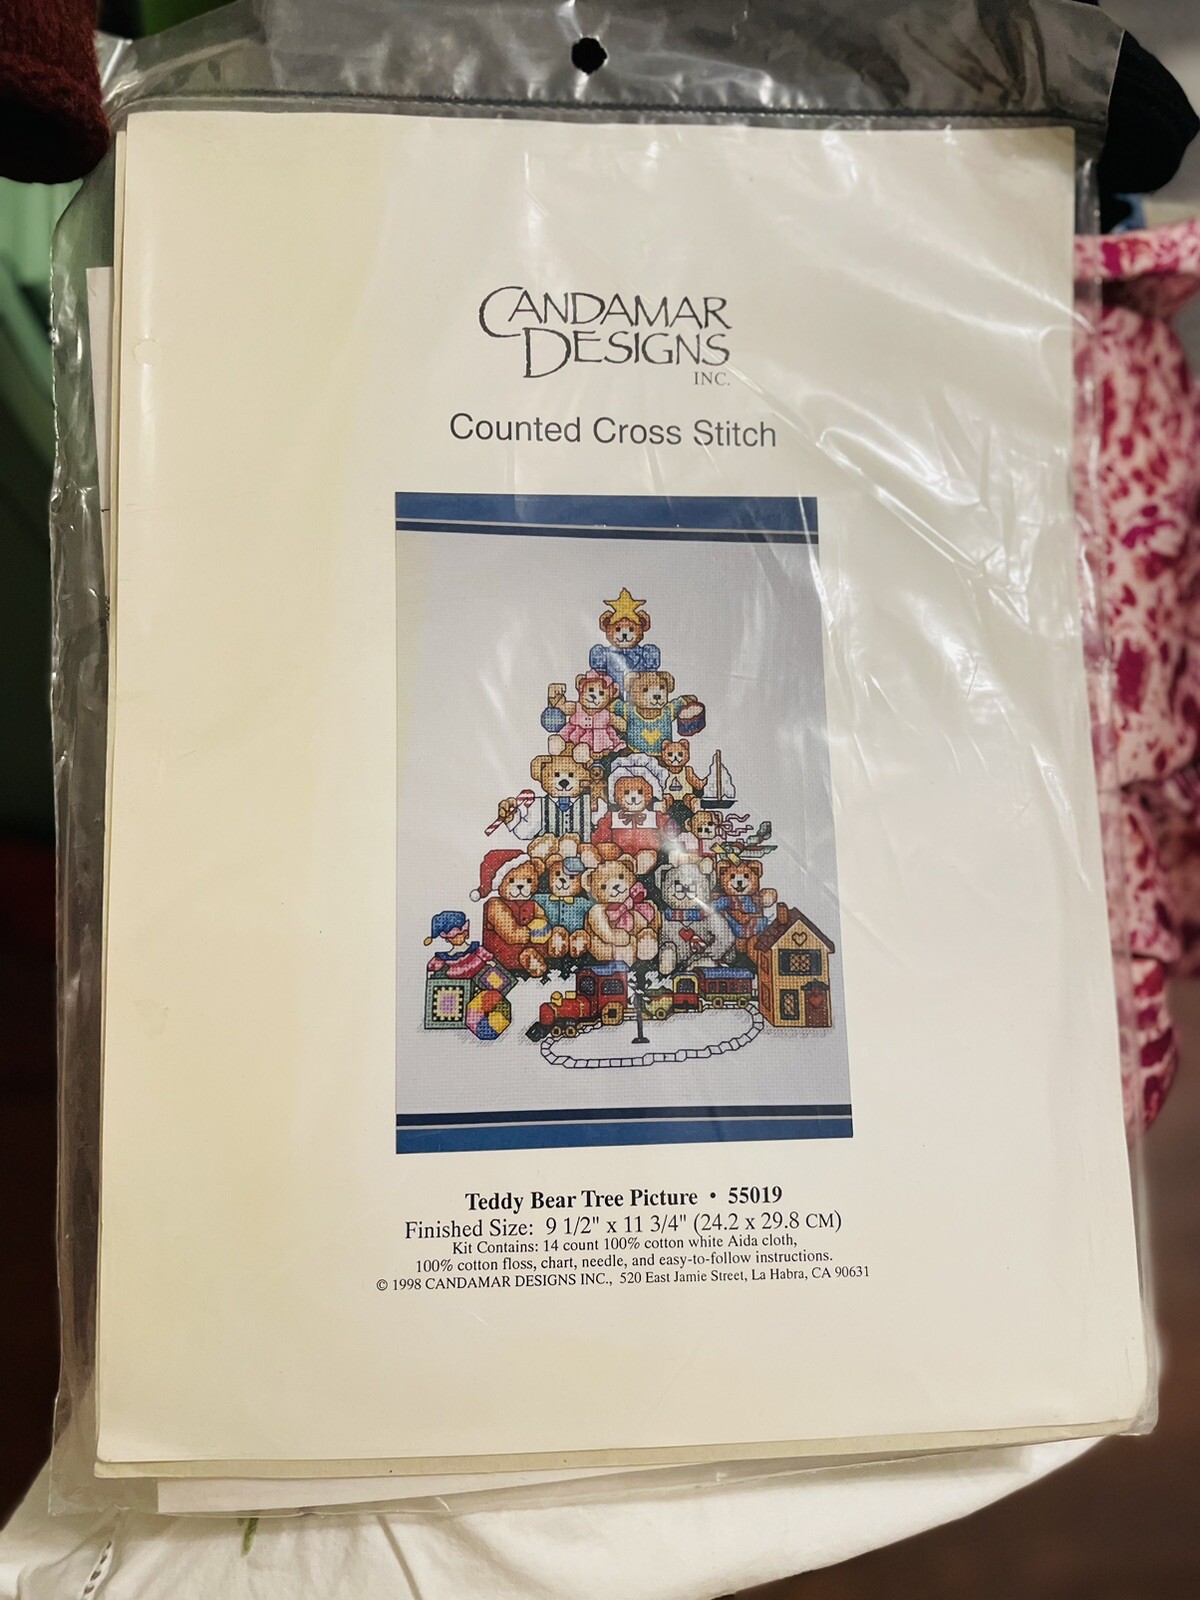 CANDAMAR
DESIGNS
INC.
Counted Cross Stitch
Teddy Bear Tree Picture • 55019
Finished Size: 9 1/2" x 11 3/4" (24.2 x 29.8 CM)
Kit Contains: 14 count 100% cotton white Aida cloth,
100% cotton floss, chart, needle, and easy-to-follow instructions.
© 1998 CANDAMAR DESIGNS INC., 520 East Jamie Street, La Habra, CA 90631